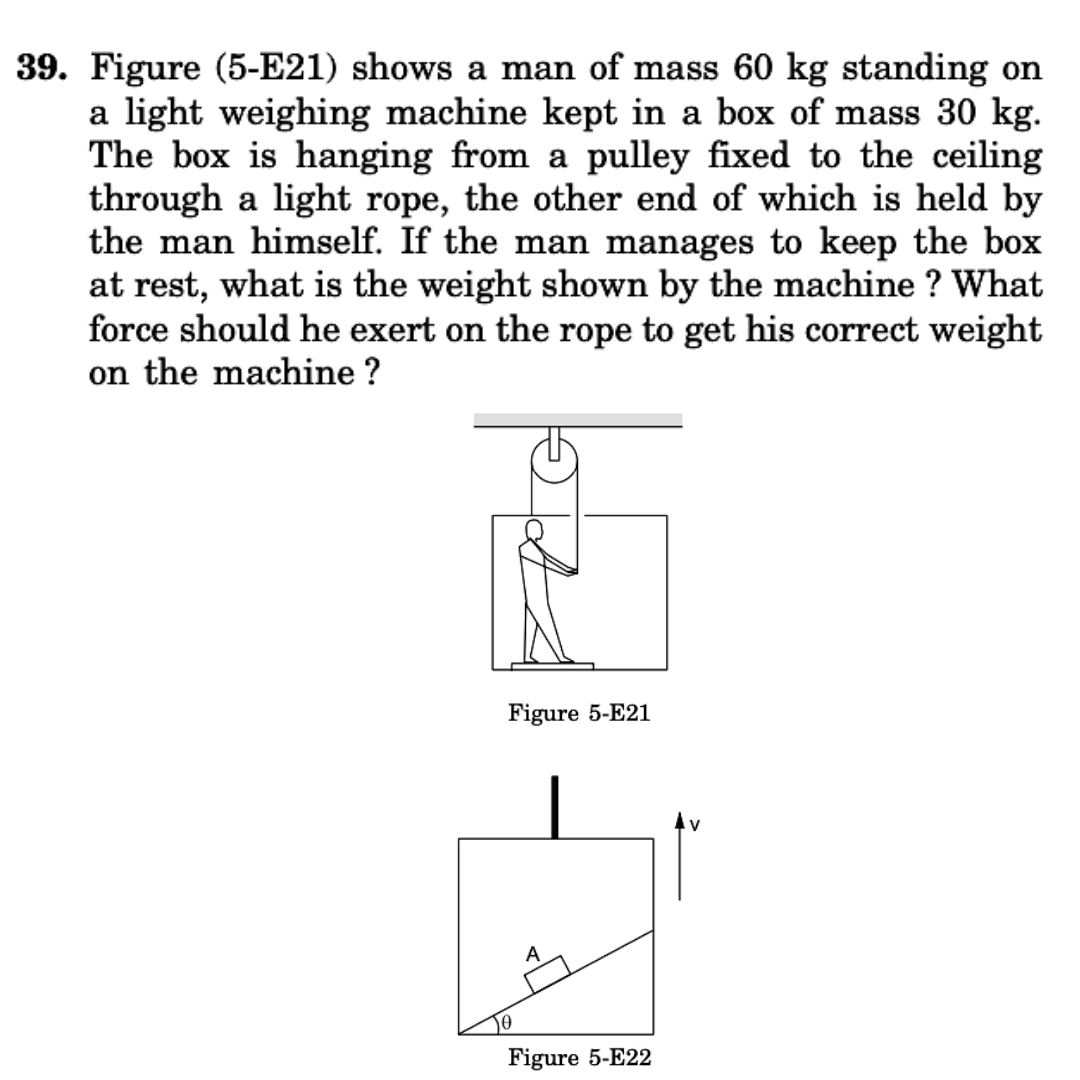 39. Figure (5-E21) shows a man of mass 60 kg standing on
a light weighing machine kept in a box of mass 30 kg.
The box is hanging from a pulley fixed to the ceiling
through a light rope, the other end of which is held by
the man himself. If the man manages to keep the box
at rest, what is the weight shown by the machine ? What
force should he exert on the rope to get his correct weight
on the machine ?
Figure 5-E21
v
A
θ
Figure 5-E22